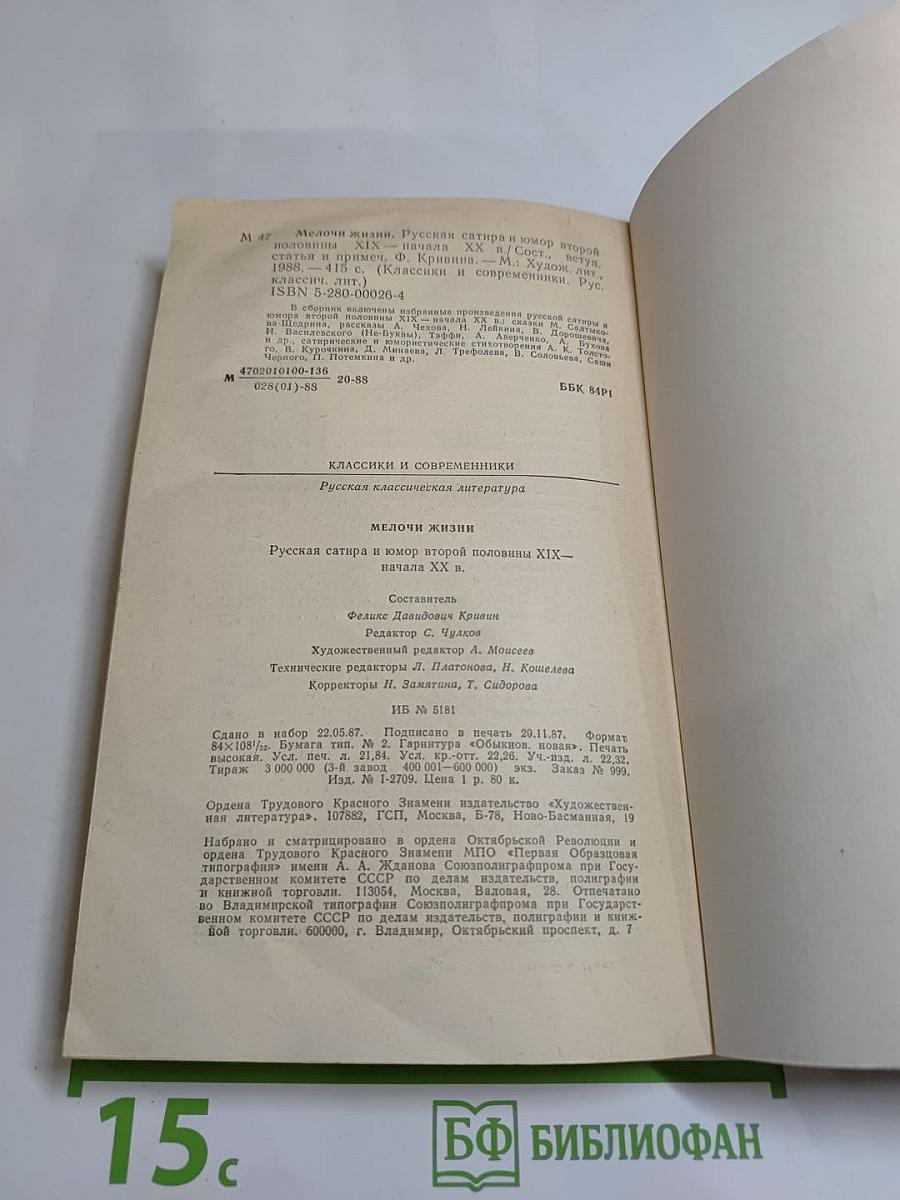 М 47 Мелочи жизни. Русская сатира и юмор второй
половины XIX — начала XX в./Сост., вступ.
статья и примеч. Ф. Кривина. — М.: Худож. лит.,
1988. — 415 с. (Классики и современники. Рус.
классич. лит.)
ISBN 5-280-00026-4
В сборник включены избранные произведения русской сатиры и
юмора второй половины XIX — начала XX в.: сказки М. Салтыко-
ва-Щедрина, рассказы А. Чехова, Н. Лейкина, В. Дорошевича,
И. Василевского (Не-Буквы), Тэффи, А. Аверченко, А. Бухова
и др., сатирические и юмористические стихотворения А. К. Толсто-
го, В. Курочкина, Д. Минаева, Л. Трефолева, В. Соловьева, Саши
Черного, П. Потемкина и др.
М 4702010100-136
028(01)-88 20-88
ББК 84Р1
КЛАССИКИ И СОВРЕМЕННИКИ
Русская классическая литература
МЕЛОЧИ ЖИЗНИ
Русская сатира и юмор второй половины XIX—
начала XX в.
Составитель
Феликс Давидович Кривин
Редактор С. Чулков
Художественный редактор А. Моисеев
Технические редакторы Л. Платонова, Н. Кошелева
Корректоры Н. Замятина, Т. Сидорова
ИБ № 5181
Сдано в набор 22.05.87. Подписано в печать 20.11.87. Формат
84×108¹/₃₂. Бумага тип. № 2. Гарнитура «Обыкнов. новая». Печать
высокая. Усл. печ. л. 21,84. Усл. кр.-отт. 22,26. Уч.-изд. л. 22,32.
Тираж 3 000 000 (3-й завод 400 001—600 000) экз. Заказ № 999.
Изд. № I-2709. Цена 1 р. 80 к.
Ордена Трудового Красного Знамени издательство «Художествен-
ная литература». 107882, ГСП, Москва, Б-78, Ново-Басманная, 19
Набрано и сматрицировано в ордена Октябрьской Революции и
ордена Трудового Красного Знамени МПО «Первая Образцовая
типография» имени А. А. Жданова Союзполиграфпрома при Госу-
дарственном комитете СССР по делам издательств, полиграфии
и книжной торговли. 113054, Москва, Валовая, 28. Отпечатано
во Владимирской типографии Союзполиграфпрома при Государст-
венном комитете СССР по делам издательств, полиграфии и книж-
ной торговли. 600000, г. Владимир, Октябрьский проспект, д. 7
15 с
БФ БИБЛИОФАН